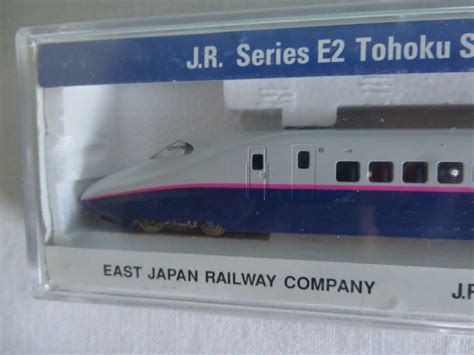 J.R. Series E2 Tohoku S
EAST JAPAN RAILWAY COMPANY
J.R